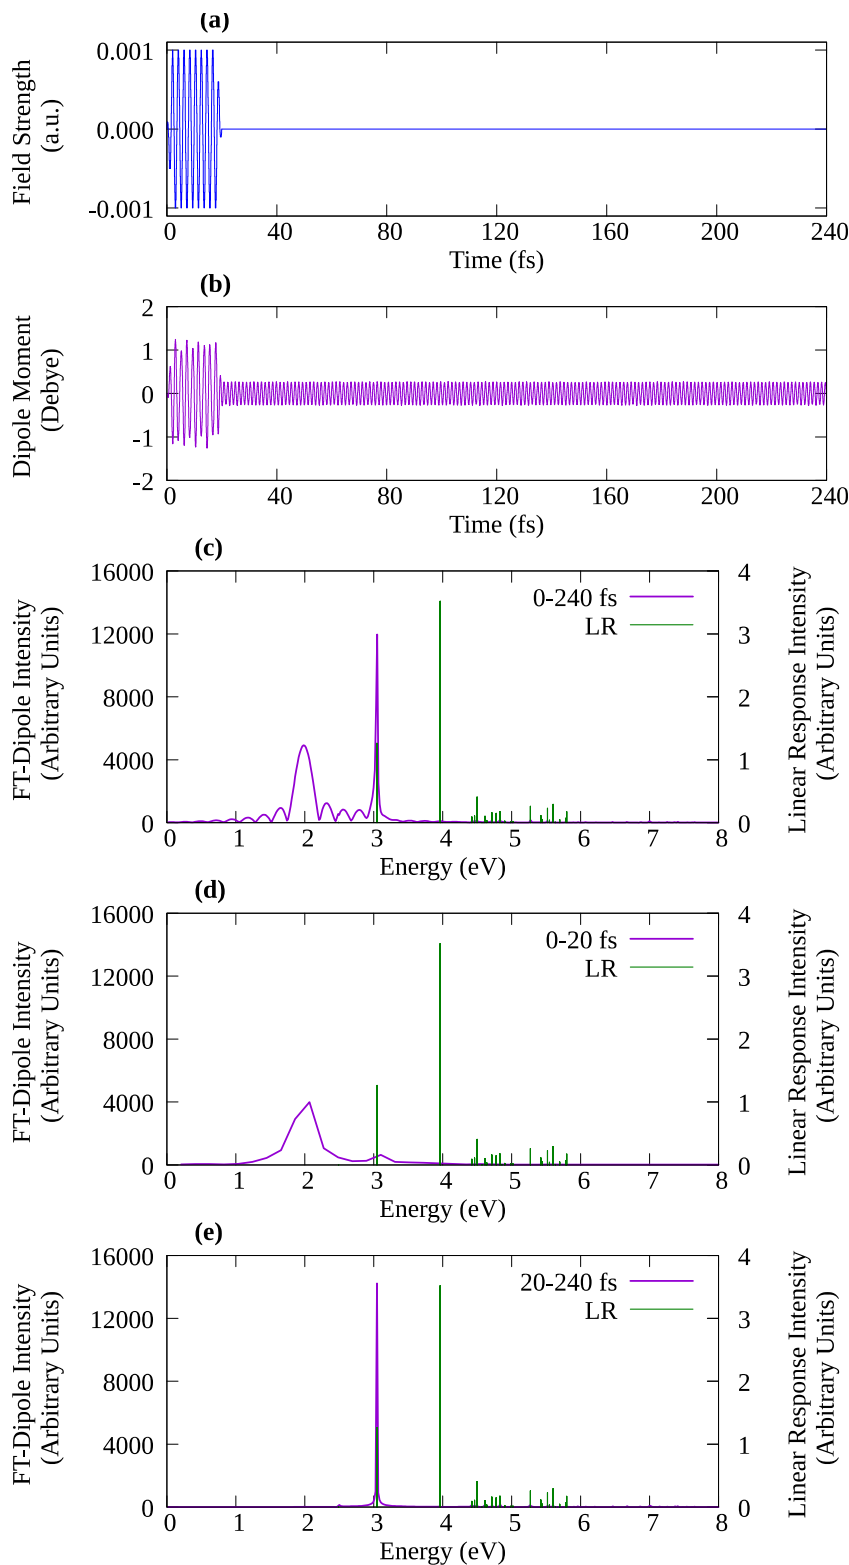 (a)
Field Strength
(a.u.)
0.001
0.000
-0.001
0 40 80 120 160 200 240
Time (fs)
(b)
Dipole Moment
(Debye)
2
1
0
-1
-2
0 40 80 120 160 200 240
Time (fs)
(c)
FT-Dipole Intensity
(Arbitrary Units)
16000
12000
8000
4000
0
0-240 fs
LR
4
3
2
1
0
Linear Response Intensity
(Arbitrary Units)
0 1 2 3 4 5 6 7 8
Energy (eV)
(d)
FT-Dipole Intensity
(Arbitrary Units)
16000
12000
8000
4000
0
0-20 fs
LR
4
3
2
1
0
Linear Response Intensity
(Arbitrary Units)
0 1 2 3 4 5 6 7 8
Energy (eV)
(e)
FT-Dipole Intensity
(Arbitrary Units)
16000
12000
8000
4000
0
20-240 fs
LR
4
3
2
1
0
Linear Response Intensity
(Arbitrary Units)
0 1 2 3 4 5 6 7 8
Energy (eV)